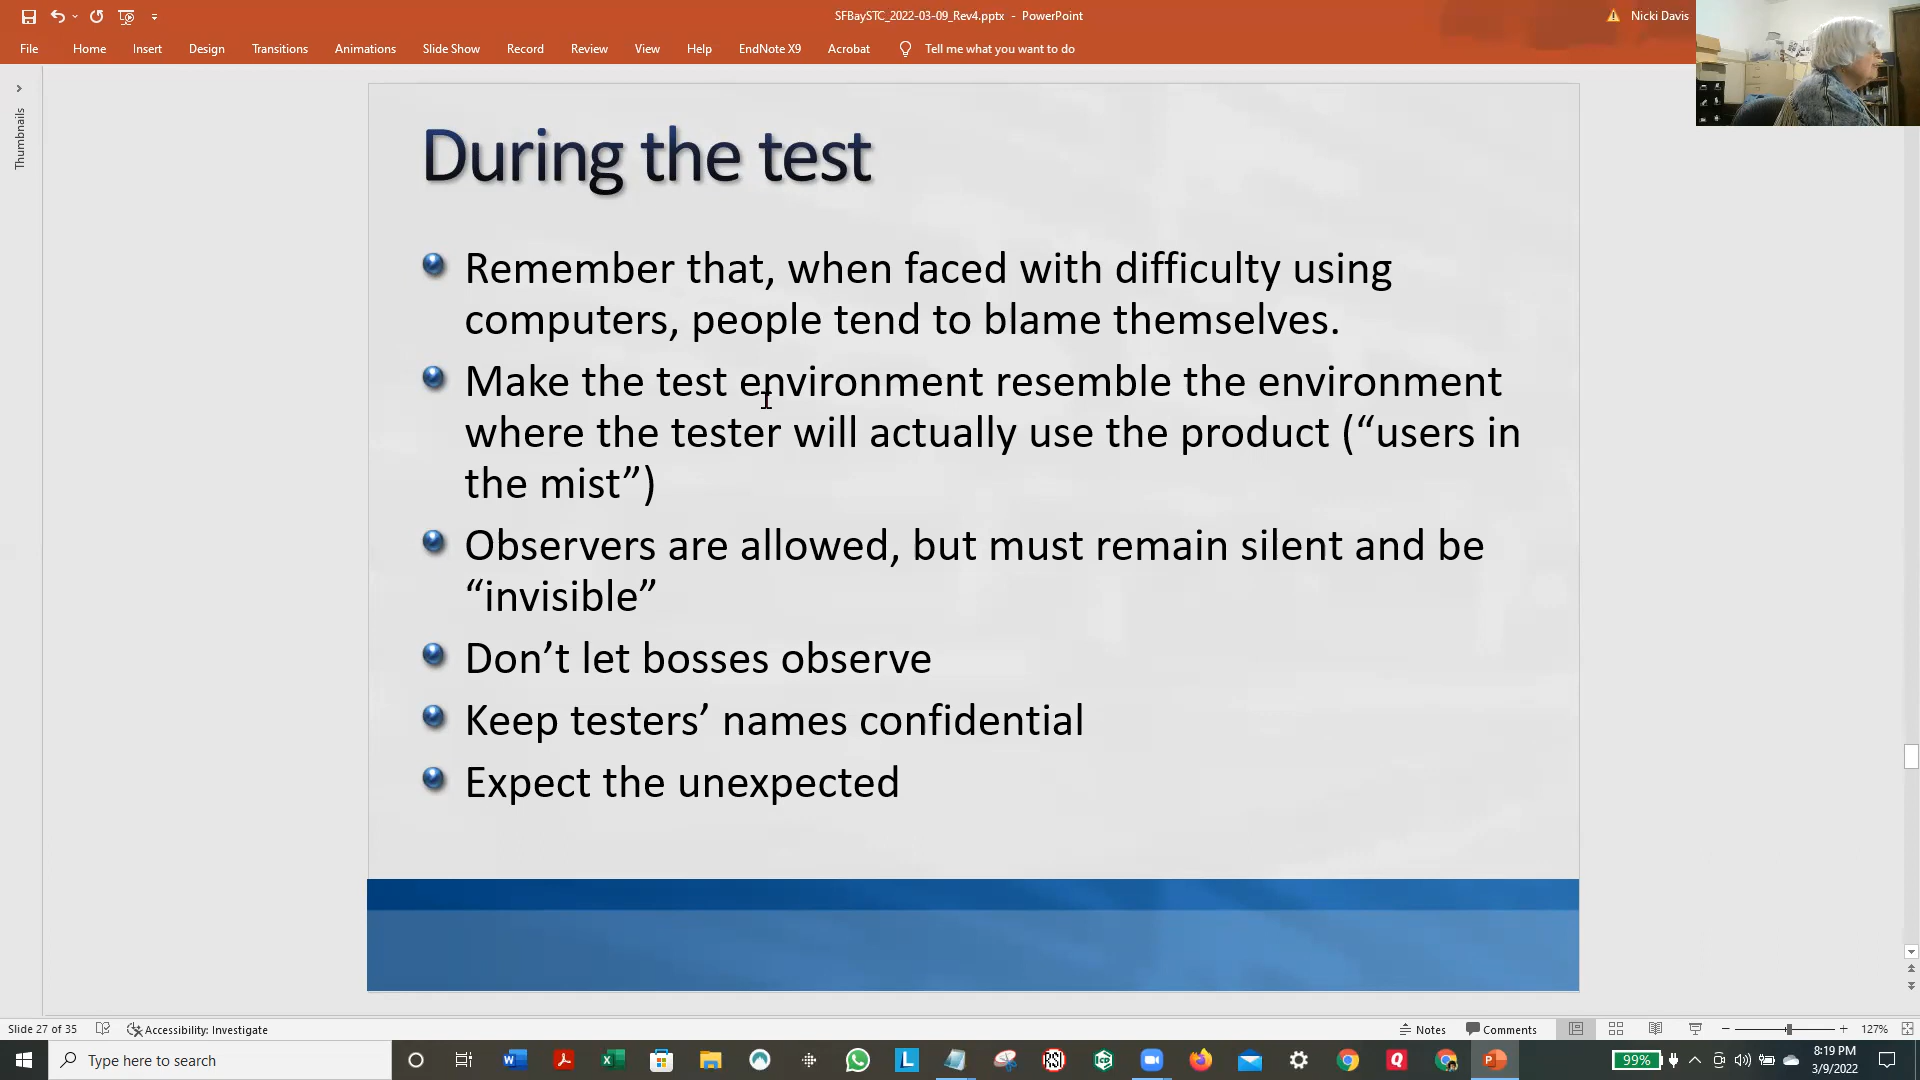 SFBaySTC_2022-03-09_Rev4.pptx - PowerPoint
Nicki Davis
File Home Insert Design Transitions Animations Slide Show Record Review View Help EndNote X9 Acrobat Tell me what you want to do
Thumbnails
During the test
Remember that, when faced with difficulty using
computers, people tend to blame themselves.
Make the test environment resemble the environment
where the tester will actually use the product (“users in
the mist”)
Observers are allowed, but must remain silent and be
“invisible”
Don’t let bosses observe
Keep testers’ names confidential
Expect the unexpected
Slide 27 of 35 Accessibility: Investigate Notes Comments 127%
Type here to search
99%
8:19 PM
3/9/2022